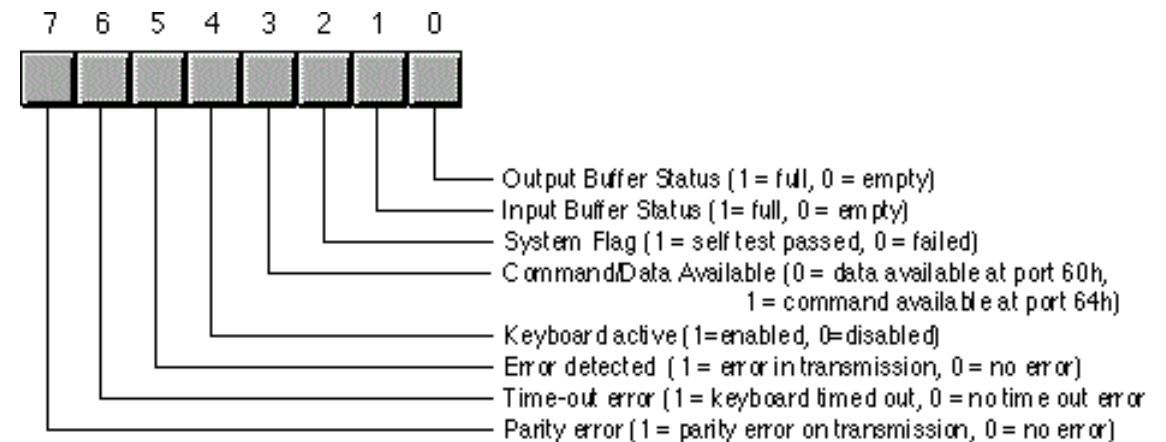 7 6 5 4 3 2 1 0
Output Buffer Status (1 = full, 0 = empty)
Input Buffer Status (1= full, 0 = empty)
System Flag (1 = self test passed, 0 = failed)
Command/Data Available (0 = data available at port 60h,
1 = command available at port 64h)
Keyboard active (1=enabled, 0=disabled)
Error detected (1 = error in transmission, 0 = no error)
Time-out error (1 = keyboard timed out, 0 = no time out error
Parity error (1 = parity error on transmission, 0 = no error)